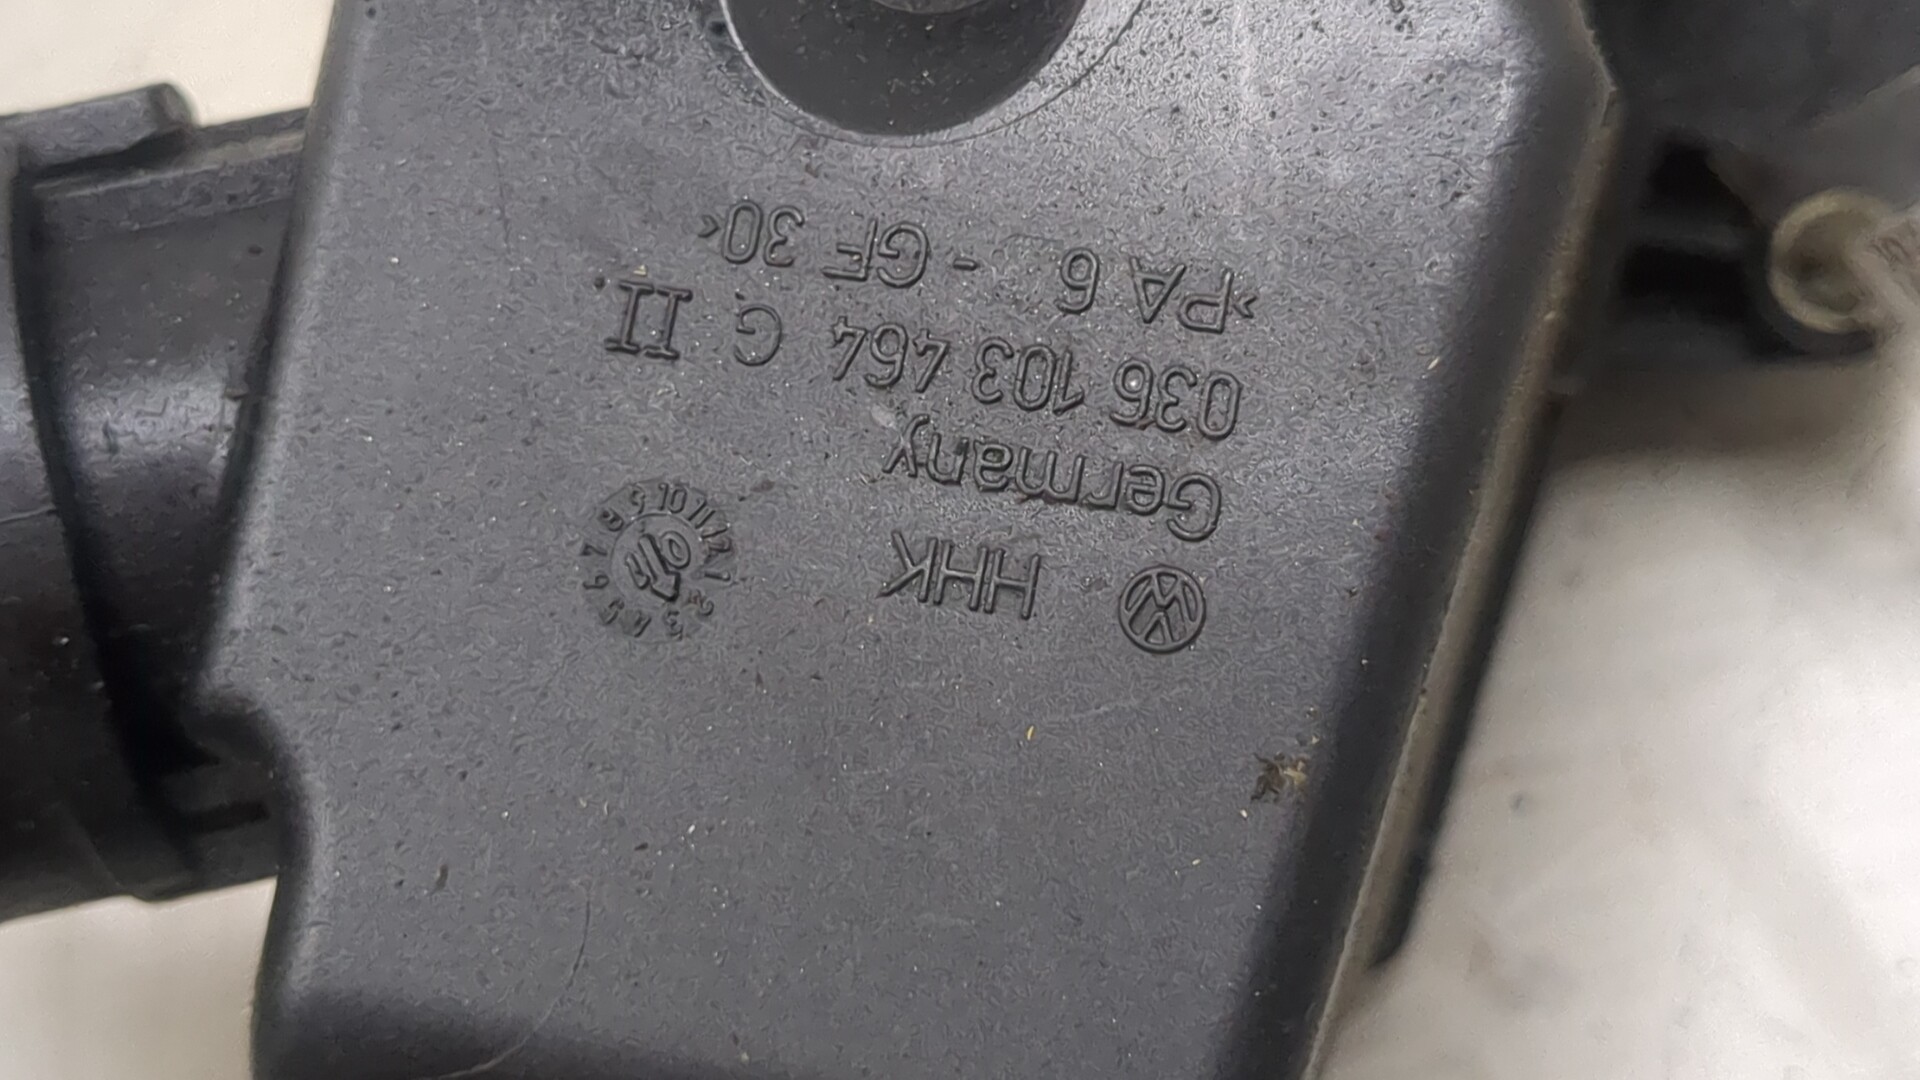 HHK
Germany
036 103 464 G II
>PA 6 - GF 30<